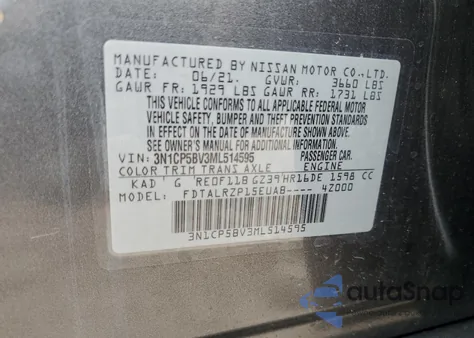 MANUFACTURED BY NISSAN MOTOR CO., LTD.
DATE: 06/21. GVWR: 3660 LBS
GAWR FR: 1929 LBS GAWR RR: 1731 LBS
THIS VEHICLE CONFORMS TO ALL APPLICABLE FEDERAL MOTOR
VEHICLE SAFETY, BUMPER, AND THEFT PREVENTION STANDARDS
IN EFFECT ON THE DATE OF MANUFACTURE SHOWN ABOVE.
SEE OWNER'S MANUAL FOR ADDITIONAL INFORMATION
VIN: 3N1CP5BV3ML514595 PASSENGER CAR
COLOR TRIM TRANS AXLE ENGINE
KAD G RE0F11B GZ39 HR16DE 1598 CC
MODEL: FDTALRZP15EUAB---- 4Z000
3N1CP5BV3ML514595
autoSnap